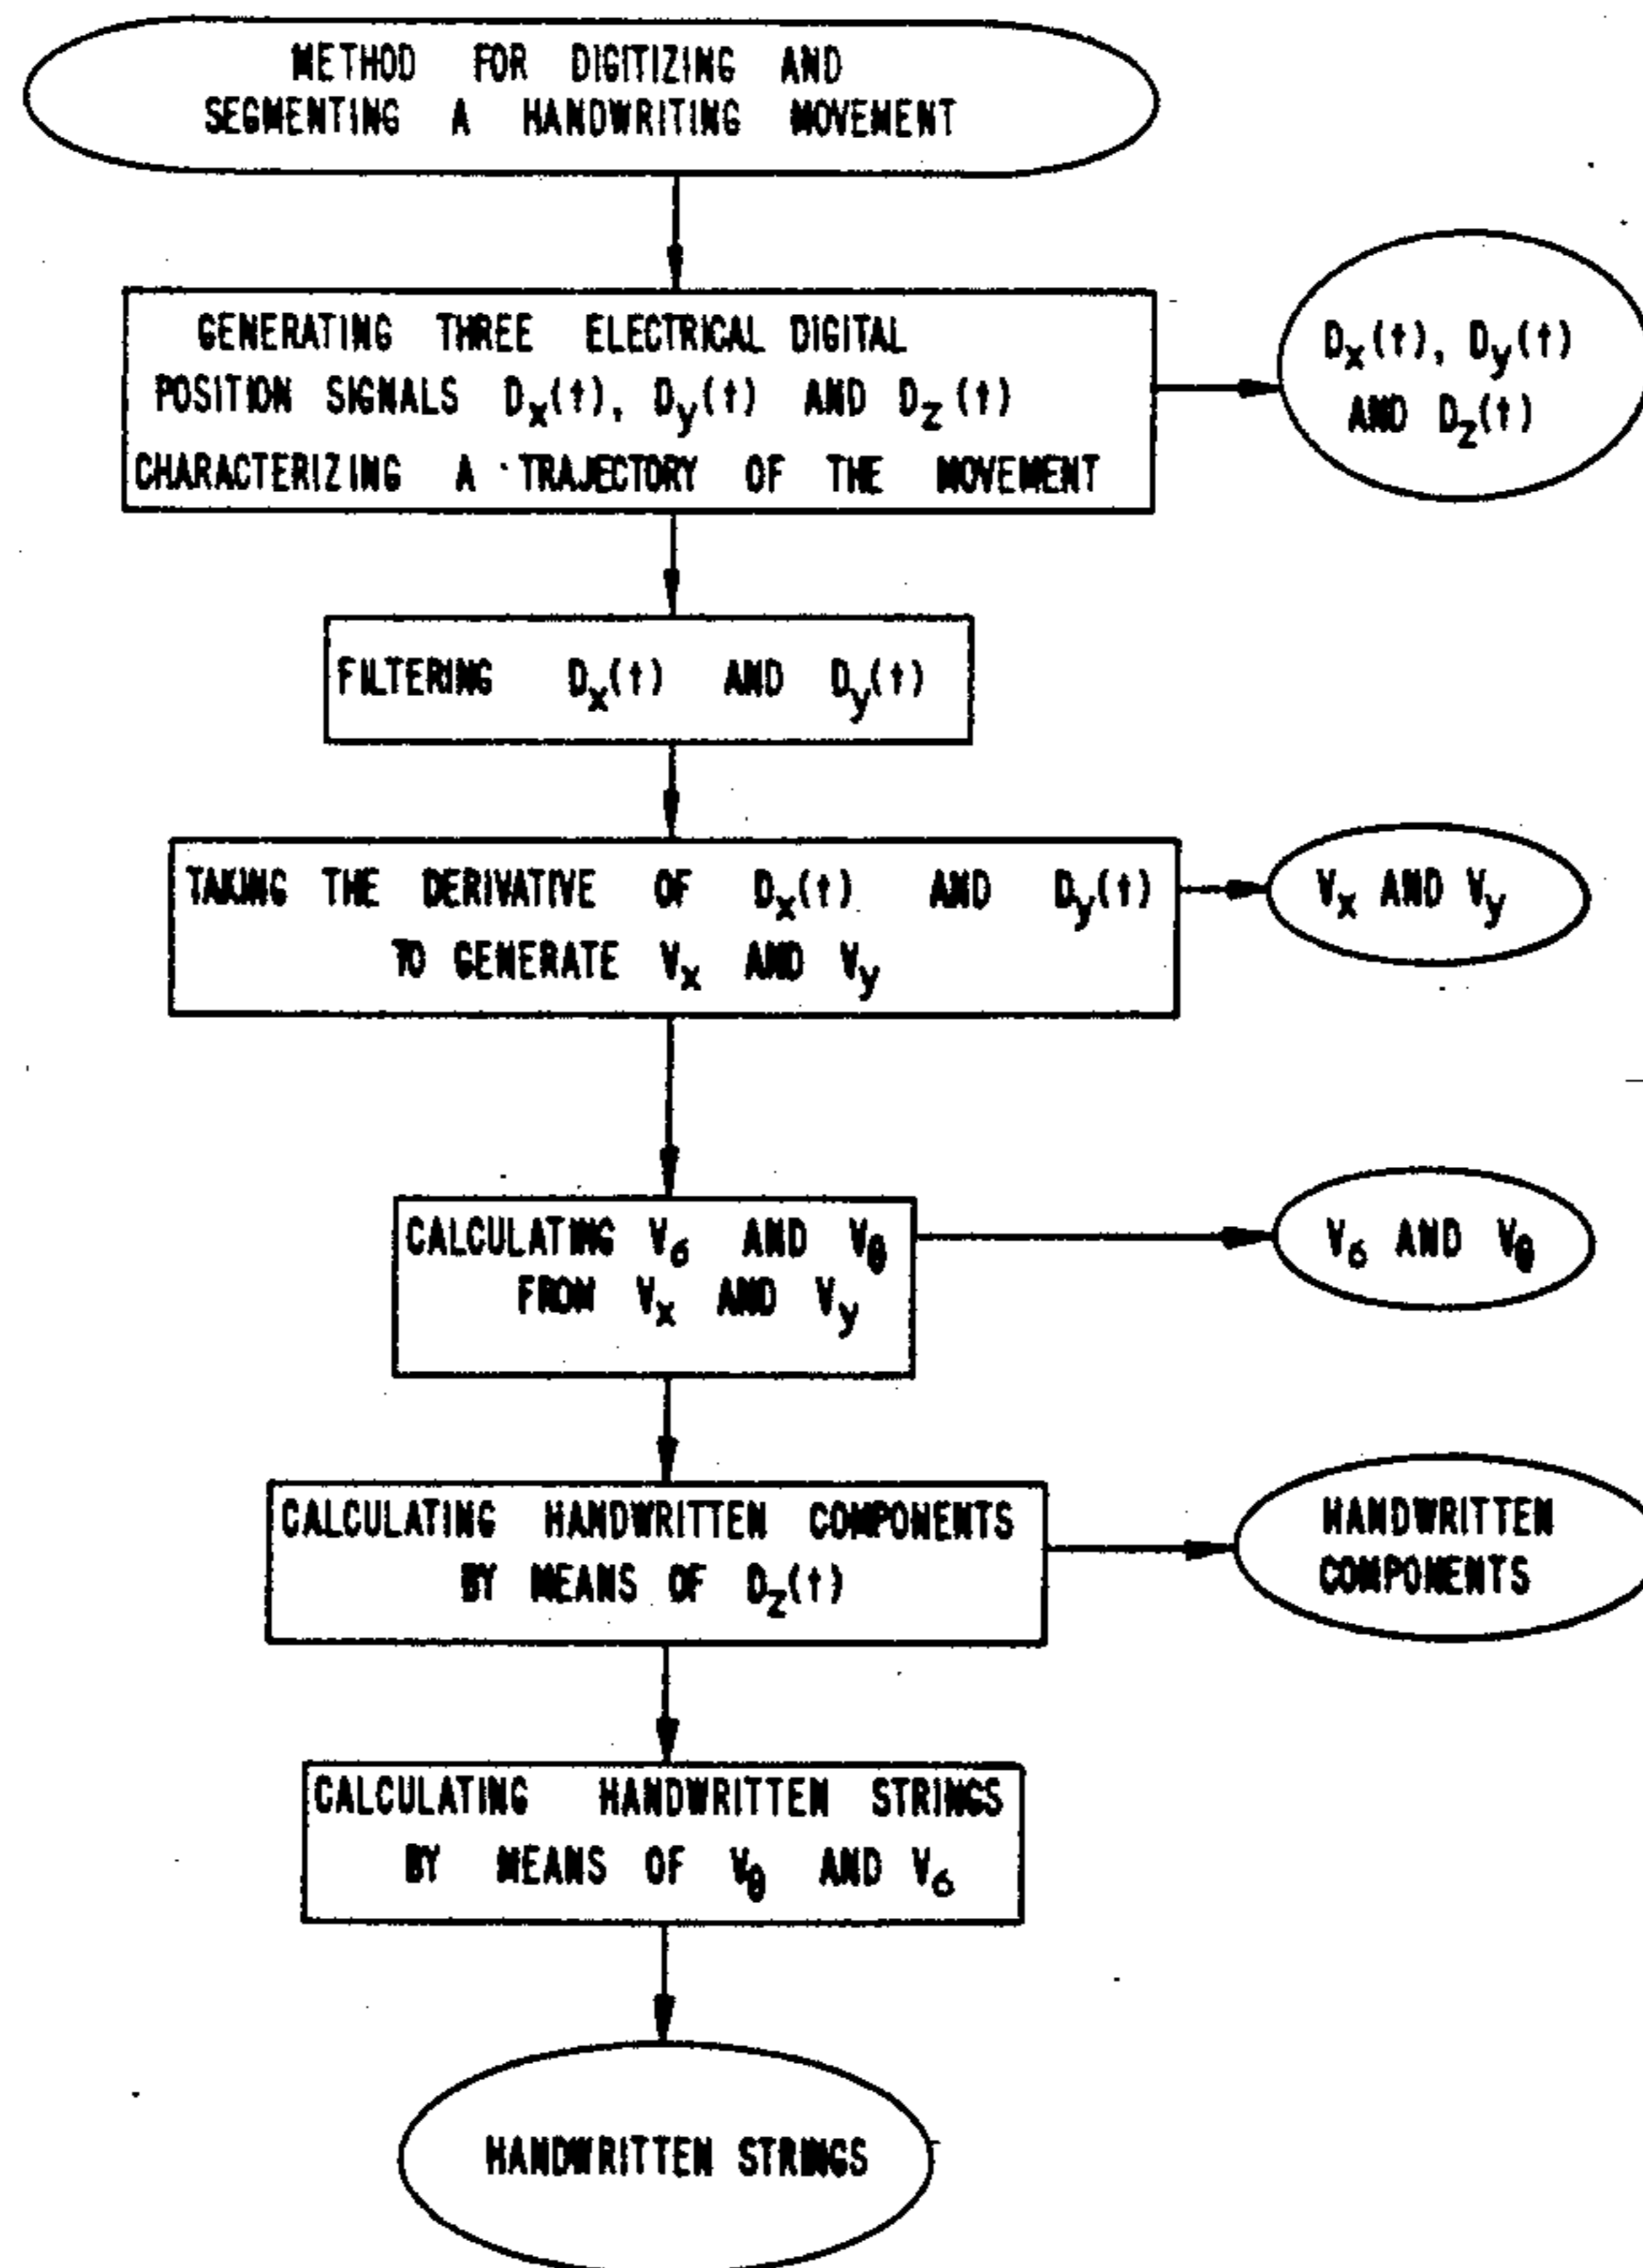 METHOD FOR DIGITIZING AND
SEGMENTING A HANDWRITING MOVEMENT
GENERATING THREE ELECTRICAL DIGITAL
POSITION SIGNALS Dx(t), Dy(t) AND Dz(t)
CHARACTERIZING A TRAJECTORY OF THE MOVEMENT
Dx(t), Dy(t)
AND Dz(t)
FILTERING Dx(t) AND Dy(t)
TAKING THE DERIVATIVE OF Dx(t) AND Dy(t)
TO GENERATE Vx AND Vy
Vx AND Vy
CALCULATING V6 AND Vθ
FROM Vx AND Vy
V6 AND Vθ
CALCULATING HANDWRITTEN COMPONENTS
BY MEANS OF Dz(t)
HANDWRITTEN
COMPONENTS
CALCULATING HANDWRITTEN STRINGS
BY MEANS OF Vθ AND V6
HANDWRITTEN STRINGS